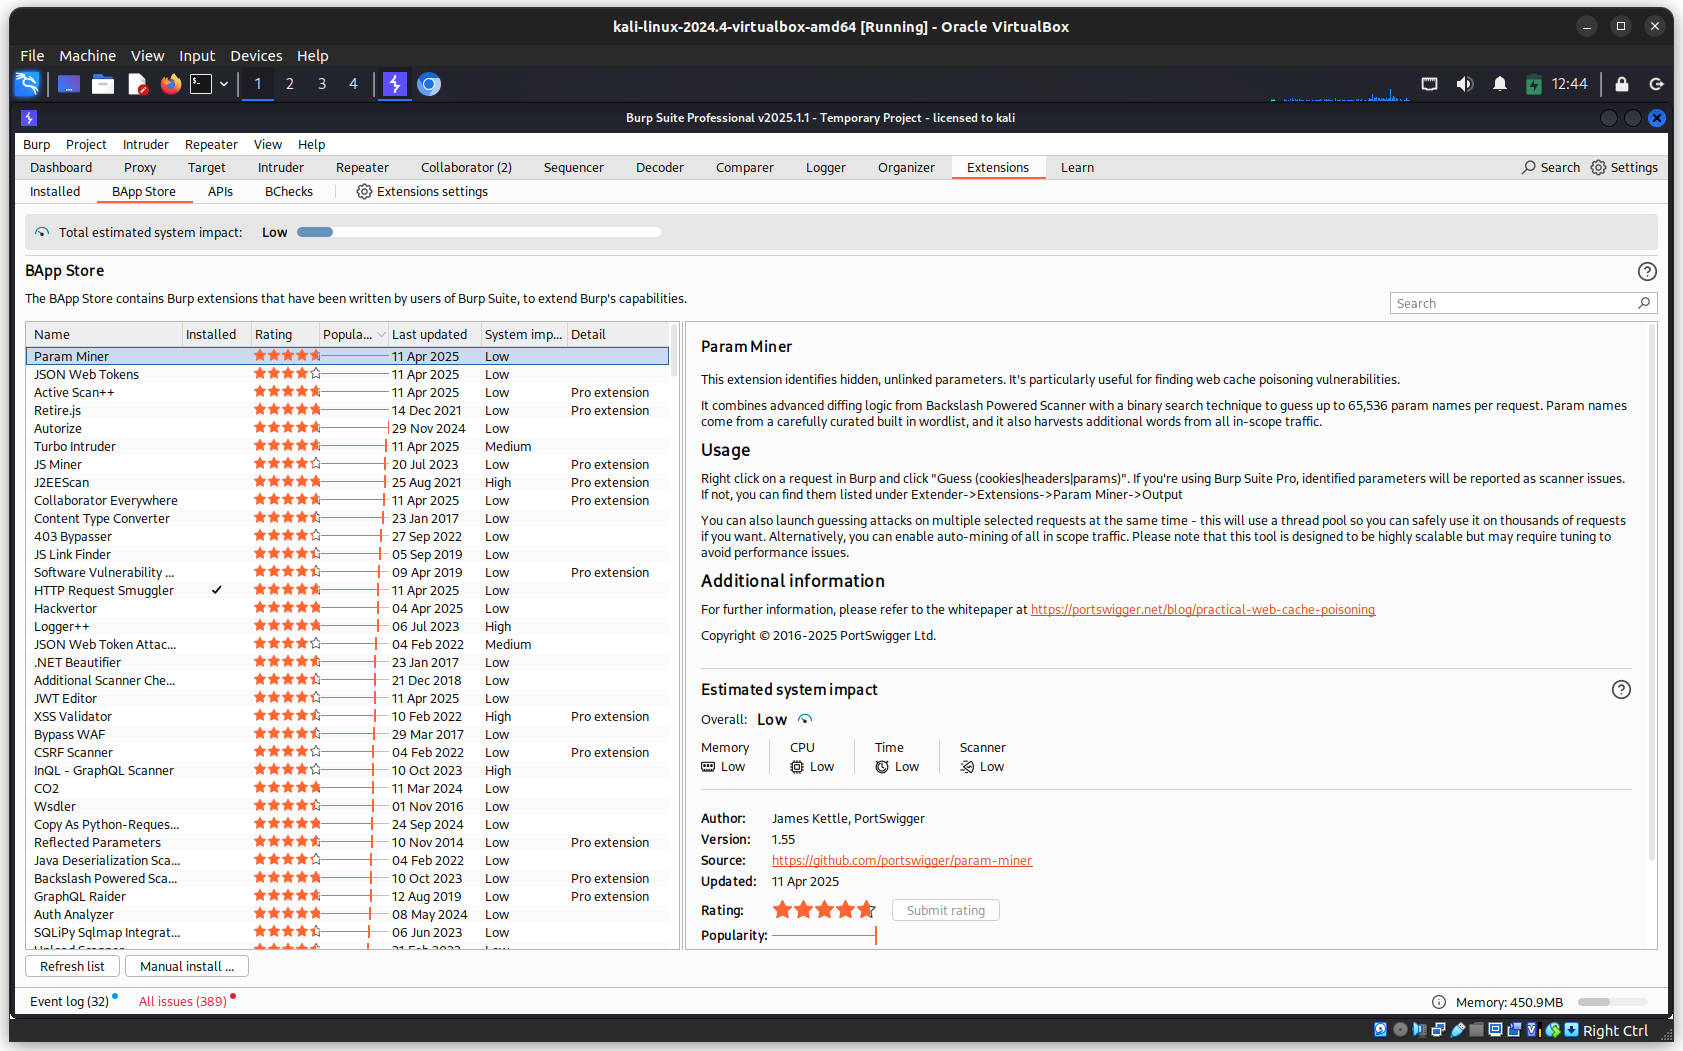 kali-linux-2024.4-virtualbox-amd64 [Running] - Oracle VirtualBox
File Machine View Input Devices Help
1 2 3 4 12:44
Burp Suite Professional v2025.1.1 - Temporary Project - licensed to kali
Burp Project Intruder Repeater View Help
Dashboard Proxy Target Intruder Repeater Collaborator (2) Sequencer Decoder Comparer Logger Organizer Extensions Learn Search Settings
Installed BApp Store APIs BChecks Extensions settings
Total estimated system impact: Low
BApp Store
The BApp Store contains Burp extensions that have been written by users of Burp Suite, to extend Burp's capabilities.
Search
Name Installed Rating Popula... Last updated System imp... Detail
Param Miner 11 Apr 2025 Low
JSON Web Tokens 11 Apr 2025 Low
Active Scan++ 11 Apr 2025 Low Pro extension
Retire.js 14 Dec 2021 Low Pro extension
Autorize 29 Nov 2024 Low
Turbo Intruder 11 Apr 2025 Medium
JS Miner 20 Jul 2023 Low Pro extension
J2EEScan 25 Aug 2021 High Pro extension
Collaborator Everywhere 11 Apr 2025 Low Pro extension
Content Type Converter 23 Jan 2017 Low
403 Bypasser 27 Sep 2022 Low
JS Link Finder 05 Sep 2019 Low
Software Vulnerability ... 09 Apr 2019 Low Pro extension
HTTP Request Smuggler ✓ 11 Apr 2025 Low
Hackvertor 04 Apr 2025 Low
Logger++ 06 Jul 2023 High
JSON Web Token Attac... 04 Feb 2022 Medium
.NET Beautifier 23 Jan 2017 Low
Additional Scanner Che... 21 Dec 2018 Low
JWT Editor 11 Apr 2025 Low
XSS Validator 10 Feb 2022 High Pro extension
Bypass WAF 29 Mar 2017 Low
CSRF Scanner 04 Feb 2022 Low Pro extension
InQL - GraphQL Scanner 10 Oct 2023 High
CO2 11 Mar 2024 Low
Wsdler 01 Nov 2016 Low
Copy As Python-Reques... 24 Sep 2024 Low
Reflected Parameters 10 Nov 2014 Low Pro extension
Java Deserialization Sca... 04 Feb 2022 Low
Backslash Powered Sca... 10 Oct 2023 Low Pro extension
GraphQL Raider 12 Aug 2019 Low Pro extension
Auth Analyzer 08 May 2024 Low
SQLiPy Sqlmap Integrat... 06 Jun 2023 Low
Param Miner
This extension identifies hidden, unlinked parameters. It's particularly useful for finding web cache poisoning vulnerabilities.
It combines advanced diffing logic from Backslash Powered Scanner with a binary search technique to guess up to 65,536 param names per request. Param names
come from a carefully curated built in wordlist, and it also harvests additional words from all in-scope traffic.
Usage
Right click on a request in Burp and click "Guess (cookies|headers|params)". If you're using Burp Suite Pro, identified parameters will be reported as scanner issues.
If not, you can find them listed under Extender->Extensions->Param Miner->Output
You can also launch guessing attacks on multiple selected requests at the same time - this will use a thread pool so you can safely use it on thousands of requests
if you want. Alternatively, you can enable auto-mining of all in scope traffic. Please note that this tool is designed to be highly scalable but may require tuning to
avoid performance issues.
Additional information
For further information, please refer to the whitepaper at https://portswigger.net/blog/practical-web-cache-poisoning
Copyright © 2016-2025 PortSwigger Ltd.
Estimated system impact
Overall: Low
Memory CPU Time Scanner
Low Low Low Low
Author: James Kettle, PortSwigger
Version: 1.55
Source: https://github.com/portswigger/param-miner
Updated: 11 Apr 2025
Rating: Submit rating
Popularity:
Refresh list Manual install ...
Event log (32) All issues (389) Memory: 450.9MB
Right Ctrl